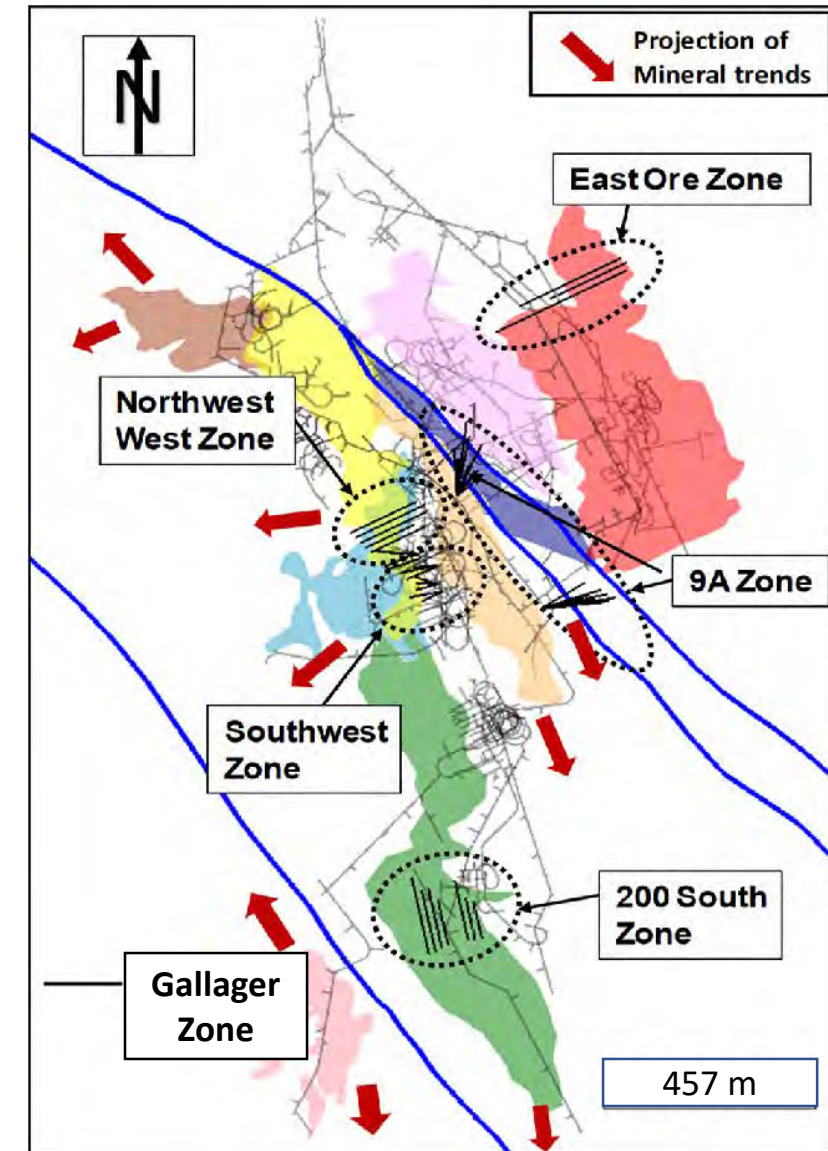 N
Projection of
Mineral trends
East Ore Zone
Northwest
West Zone
9A Zone
Southwest
Zone
200 South
Zone
Gallager
Zone
457 m